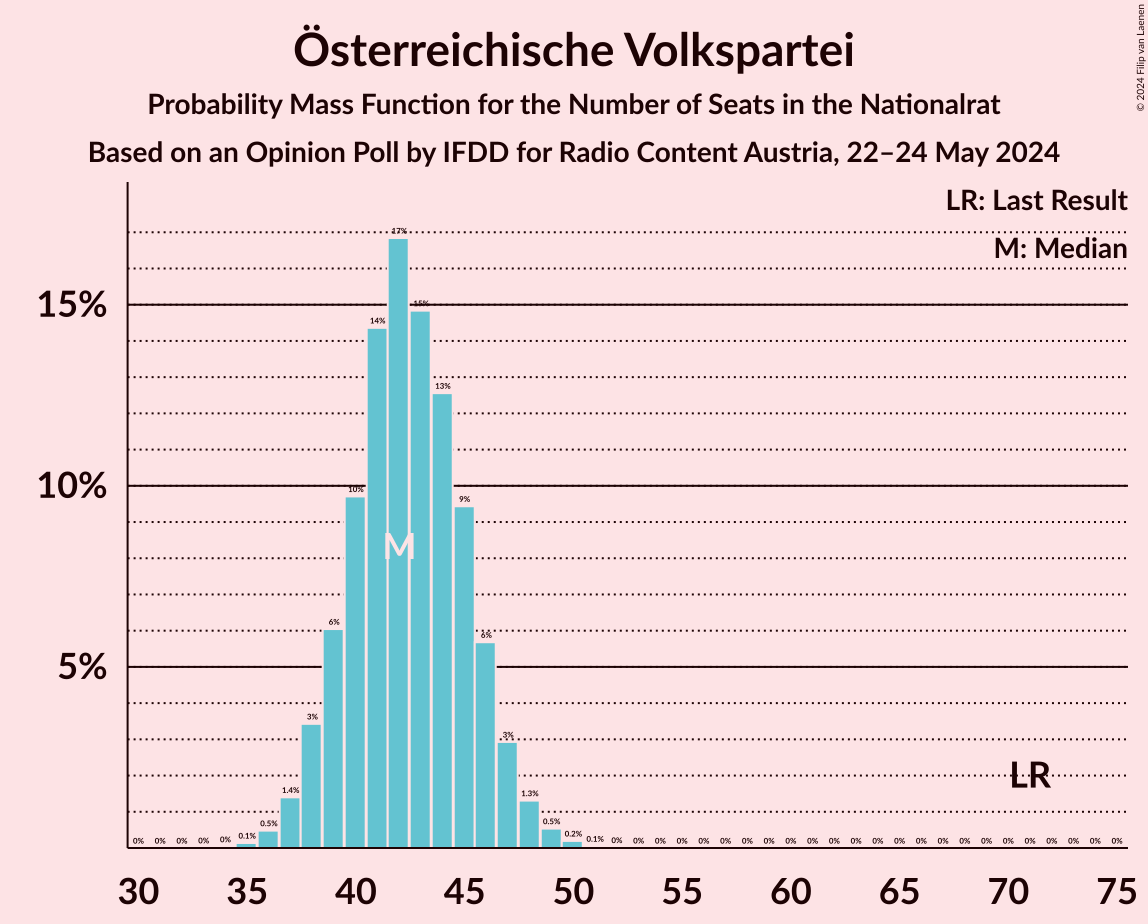 © 2024 Filip van Laenen
Österreichische Volkspartei
Probability Mass Function for the Number of Seats in the Nationalrat
Based on an Opinion Poll by IFDD for Radio Content Austria, 22–24 May 2024
LR: Last Result
M: Median
15%
10%
5%
0% 0% 0% 0% 0% 0.1% 0.5% 1.4% 3% 6% 10% 14% 17% 15% 13% 9% 6% 3% 1.3% 0.5% 0.2% 0.1% 0% 0% 0% 0% 0% 0% 0% 0% 0% 0% 0% 0% 0% 0% 0% 0% 0% 0% 0% 0% 0% 0% 0% 0%
M
LR
30 35 40 45 50 55 60 65 70 75